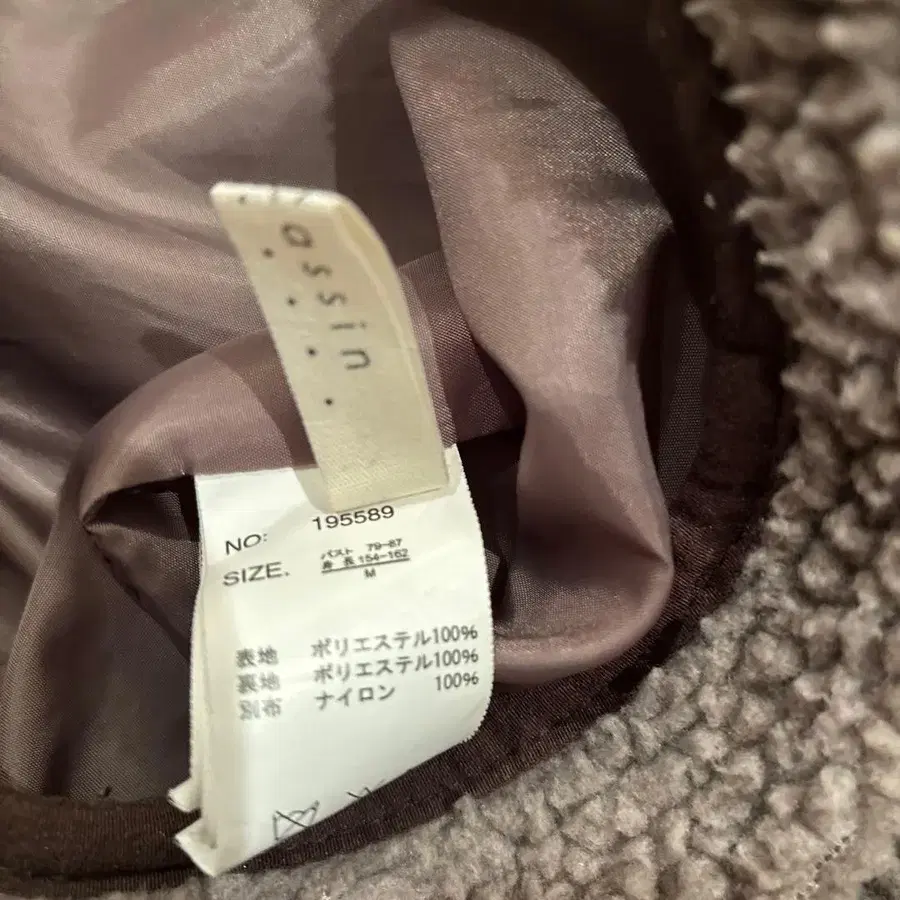 assin
NO: 195589
SIZE. バスト 79-87
身長 154-162
M
表地 ポリエステル100%
裏地 ポリエステル100%
別布 ナイロン 100%